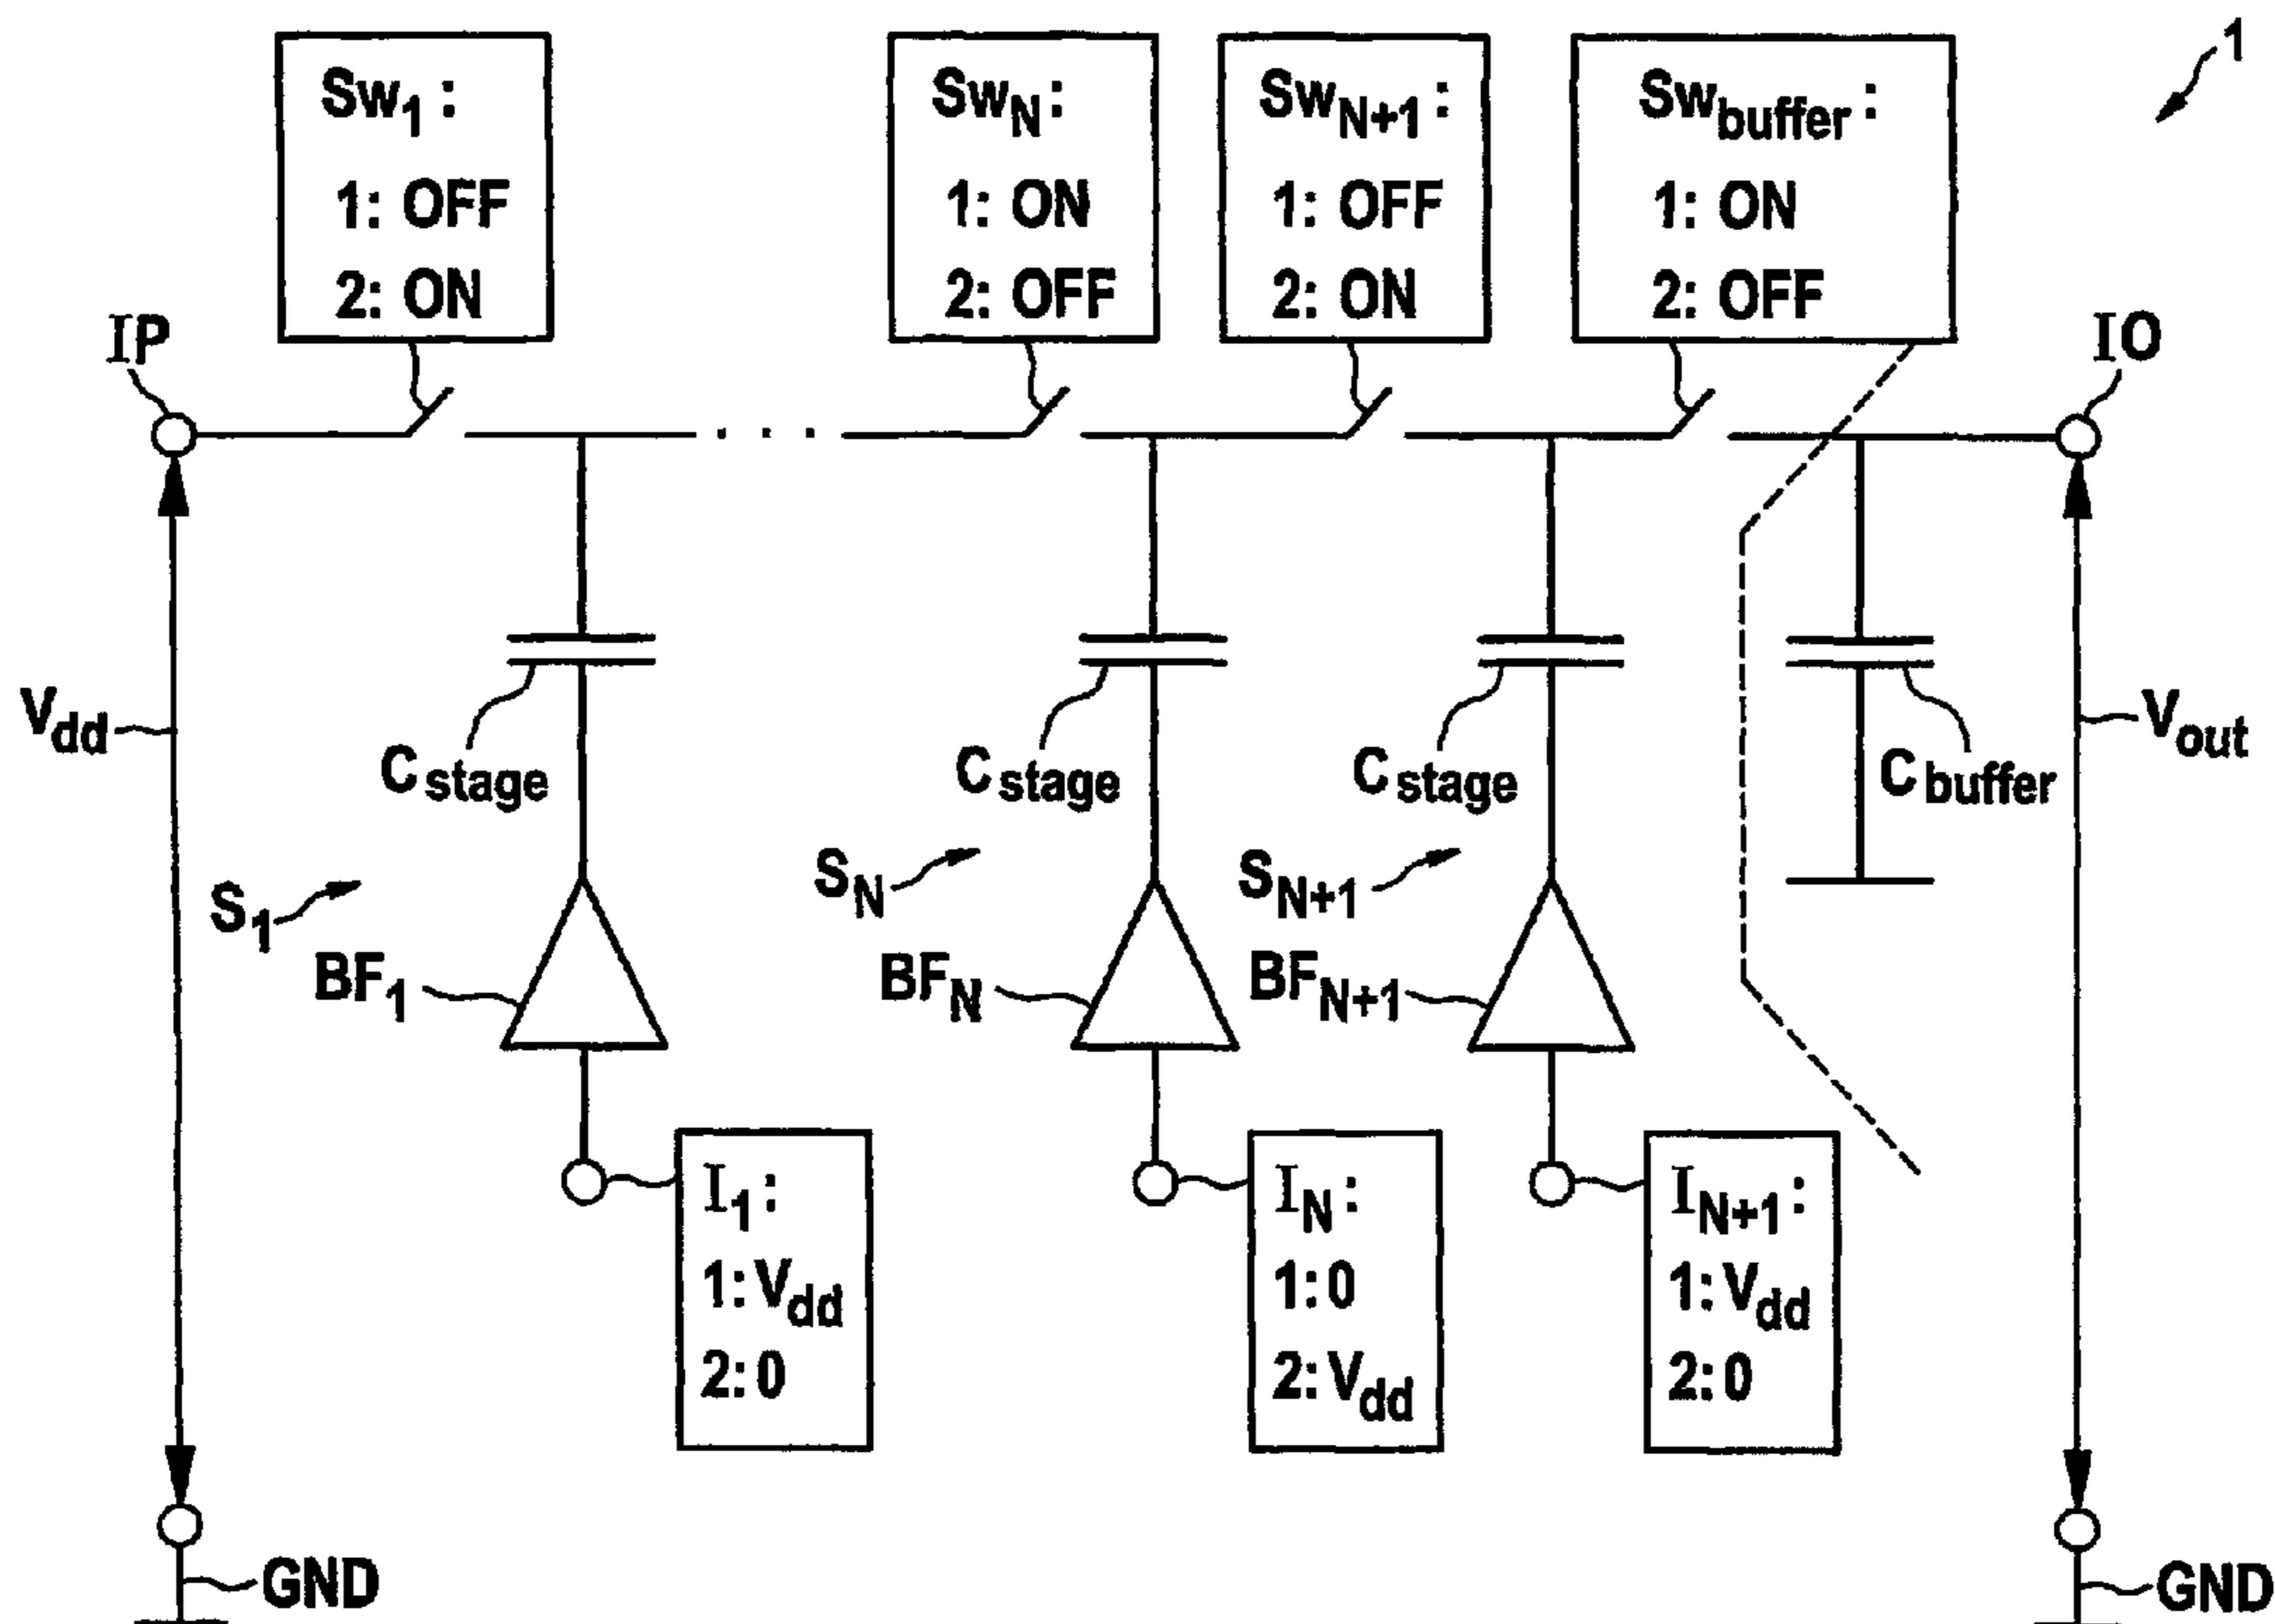 1
Sw1 :
1: OFF
2: ON
SwN:
1: ON
2: OFF
SwN+1 :
1: OFF
2: ON
Swbuffer :
1: ON
2: OFF
IP
IO
Vdd
Cstage
Cstage
Cstage
Cbuffer
Vout
S1
SN
SN+1
BF1
BFN
BFN+1
I1 :
1: Vdd
2: 0
IN :
1: 0
2: Vdd
IN+1 :
1: Vdd
2: 0
GND
GND